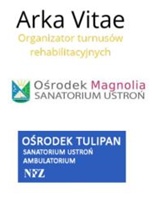 Arka Vitae
Organizator turnusów
rehabilitacyjnych
Ośrodek Magnolia
SANATORIUM USTROŃ
OŚRODEK TULIPAN
SANATORIUM USTROŃ
AMBULATORIUM
NFZ